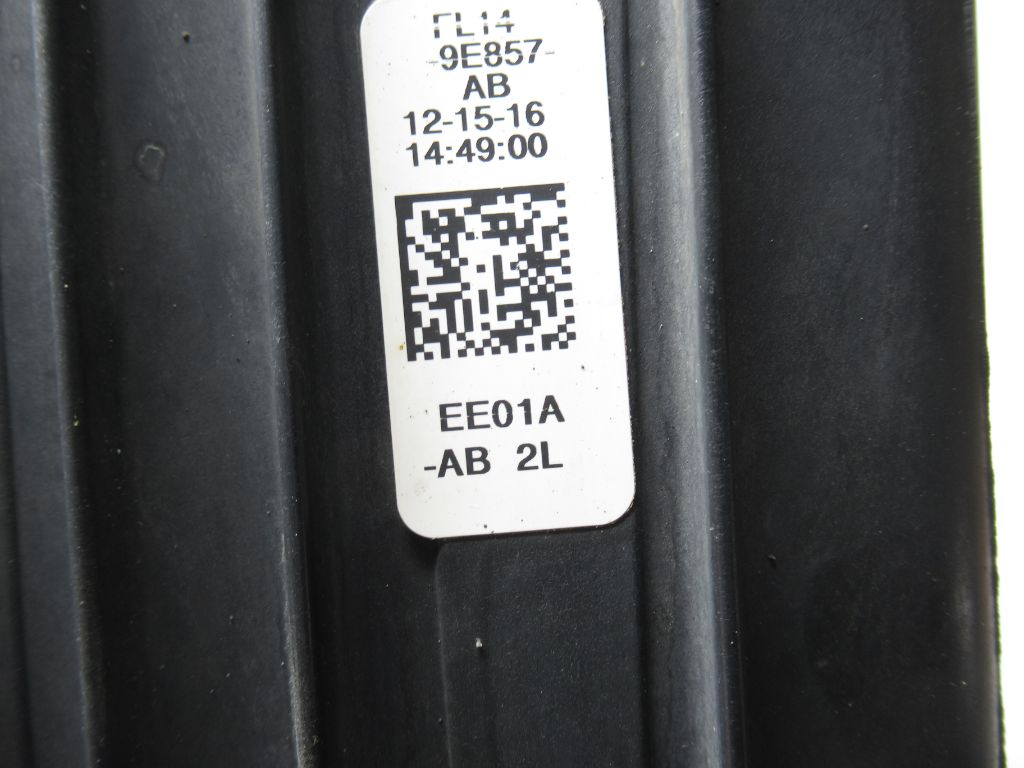 FL14
-9E857-
AB
12-15-16
14:49:00
EE01A
-AB 2L